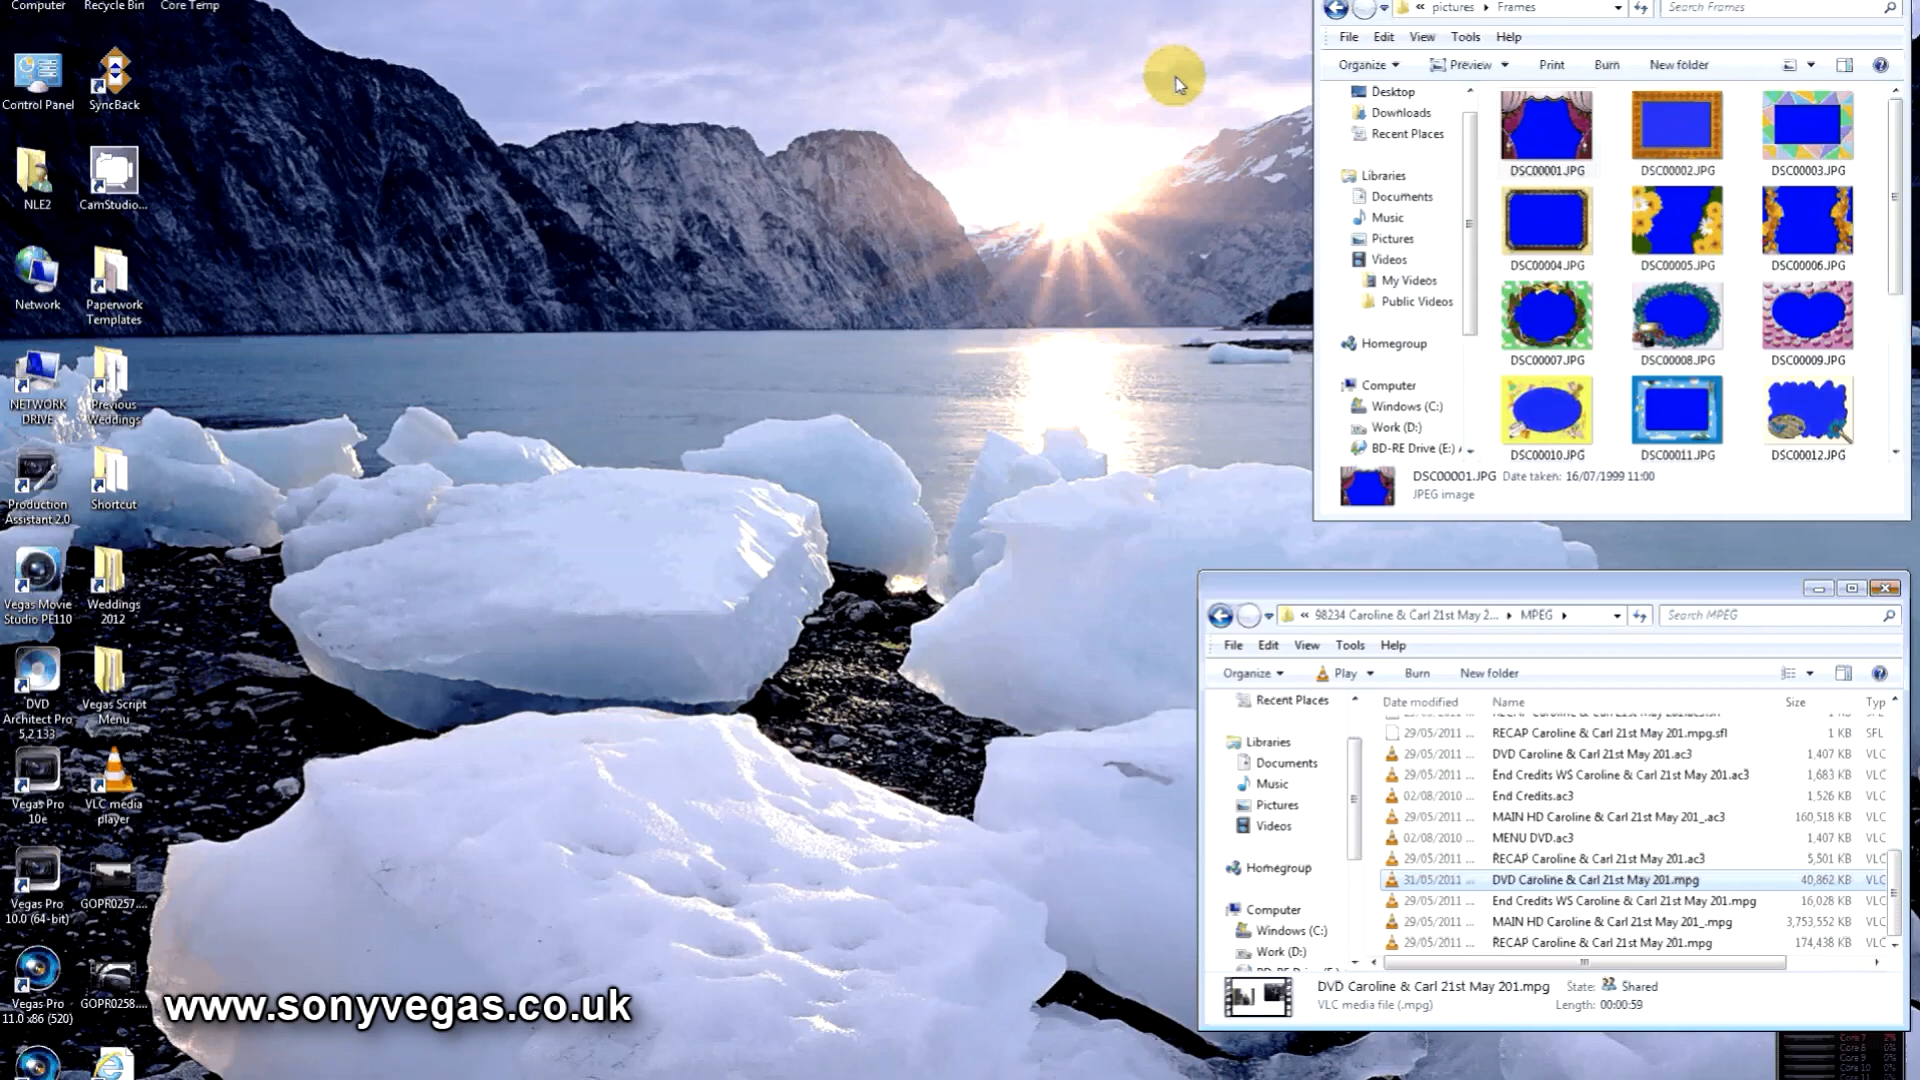 Computer
Recycle Bin
Core Temp
Control Panel
SyncBack
NLE2
CamStudio...
Network
Paperwork
Templates
NETWORK
DRIVE
Previous
Weddings
Production
Assistant 2.0
Shortcut
Vegas Movie
Studio PE110
Weddings
2012
DVD
Architect Pro
5.2.133
Vegas Script
Menu
Vegas Pro
10e
VLC media
player
Vegas Pro
10.0 (64-bit)
GOPR0257....
Vegas Pro
11.0 x86 (520)
GOPR0258....
www.sonyvegas.co.uk
« pictures Frames
Search Frames
File Edit View Tools Help
Organize Preview Print Burn New folder
Desktop
Downloads
Recent Places
Libraries
Documents
Music
Pictures
Videos
My Videos
Public Videos
Homegroup
Computer
Windows (C:)
Work (D:)
BD-RE Drive (E:)
DSC00001.JPG DSC00002.JPG DSC00003.JPG
DSC00004.JPG DSC00005.JPG DSC00006.JPG
DSC00007.JPG DSC00008.JPG DSC00009.JPG
DSC00010.JPG DSC00011.JPG DSC00012.JPG
DSC00001.JPG Date taken: 16/07/1999 11:00
JPEG image
« 98234 Caroline & Carl 21st May 2... MPEG
Search MPEG
File Edit View Tools Help
Organize Play Burn New folder
Recent Places
Libraries
Documents
Music
Pictures
Videos
Homegroup
Computer
Windows (C:)
Work (D:)
Date modified Name Size Typ
29/05/2011 ... RECAP Caroline & Carl 21st May 201.mpg.sfl 1 KB SFL
29/05/2011 ... DVD Caroline & Carl 21st May 201.ac3 1,407 KB VLC
29/05/2011 ... End Credits WS Caroline & Carl 21st May 201.ac3 1,683 KB VLC
02/08/2010 ... End Credits.ac3 1,526 KB VLC
29/05/2011 ... MAIN HD Caroline & Carl 21st May 201_.ac3 160,518 KB VLC
02/08/2010 ... MENU DVD.ac3 1,407 KB VLC
29/05/2011 ... RECAP Caroline & Carl 21st May 201.ac3 5,501 KB VLC
31/05/2011 ... DVD Caroline & Carl 21st May 201.mpg 40,862 KB VLC
29/05/2011 ... End Credits WS Caroline & Carl 21st May 201.mpg 16,028 KB VLC
29/05/2011 ... MAIN HD Caroline & Carl 21st May 201_.mpg 3,753,552 KB VLC
29/05/2011 ... RECAP Caroline & Carl 21st May 201.mpg 174,438 KB VLC
DVD Caroline & Carl 21st May 201.mpg State: Shared
VLC media file (.mpg) Length: 00:00:59
Core 7 2%
Core 8 0%
Core 9 0%
Core 10 0%